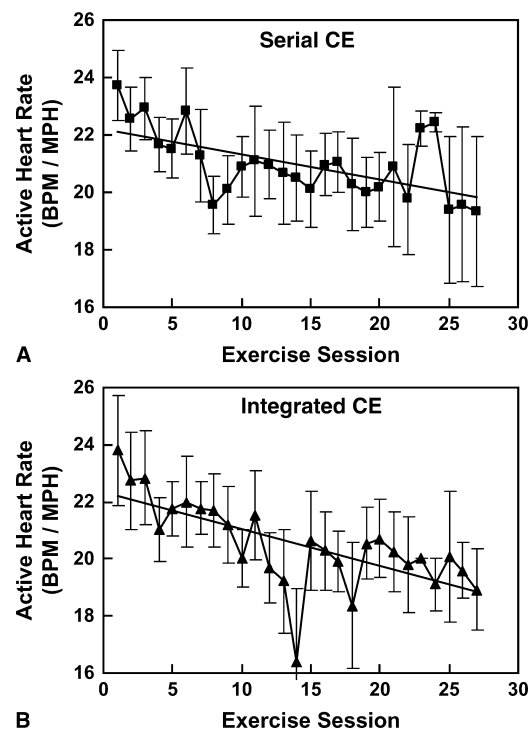 Serial CE
Active Heart Rate
(BPM / MPH)
26
24
22
20
18
16
0
5
10
15
20
25
30
Exercise Session
A
Integrated CE
Active Heart Rate
(BPM / MPH)
26
24
22
20
18
16
0
5
10
15
20
25
30
Exercise Session
B